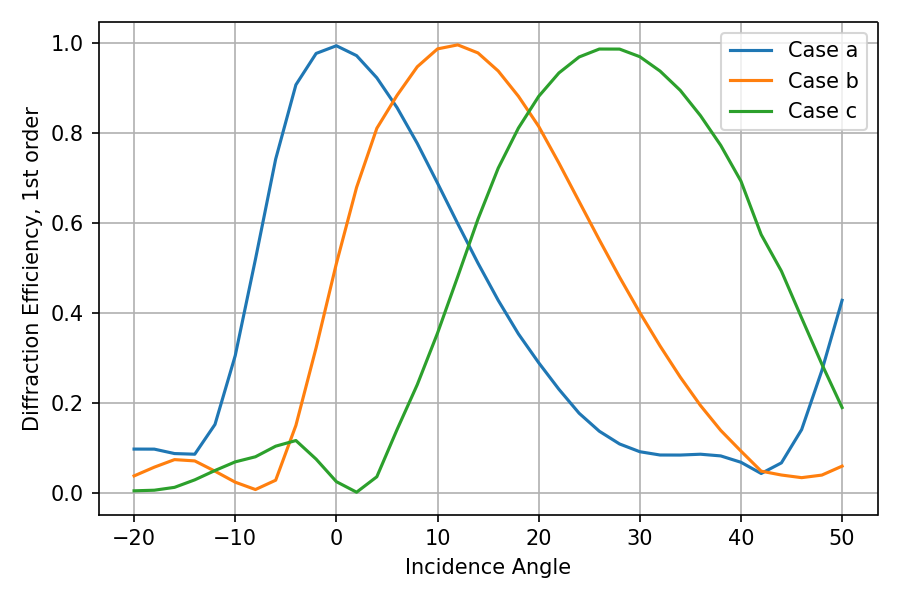 Case a
Case b
Case c
Diffraction Efficiency, 1st order
1.0
0.8
0.6
0.4
0.2
0.0
−20 −10 0 10 20 30 40 50
Incidence Angle